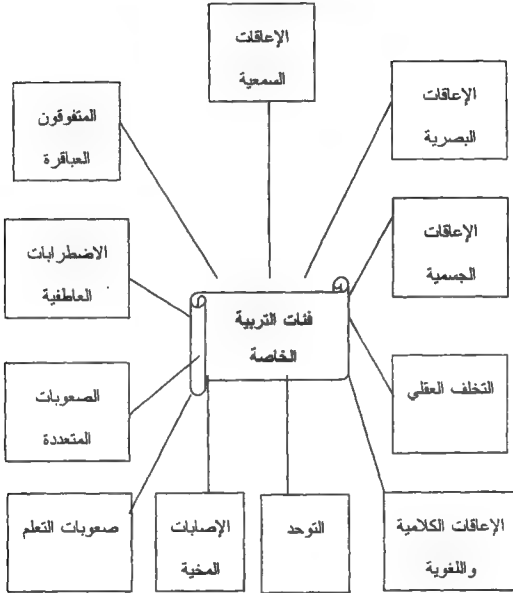 الإعاقات
السمعية
الإعاقات
البصرية
المتفوقون
العباقرة
الإعاقات
الجسمية
الاضطرابات
العاطفية
فئات التربية
الخاصة
التخلف العقلي
الصعوبات
المتعددة
الإعاقات الكلامية
واللغوية
التوحد
الإصابات
المخية
صعوبات التعلم